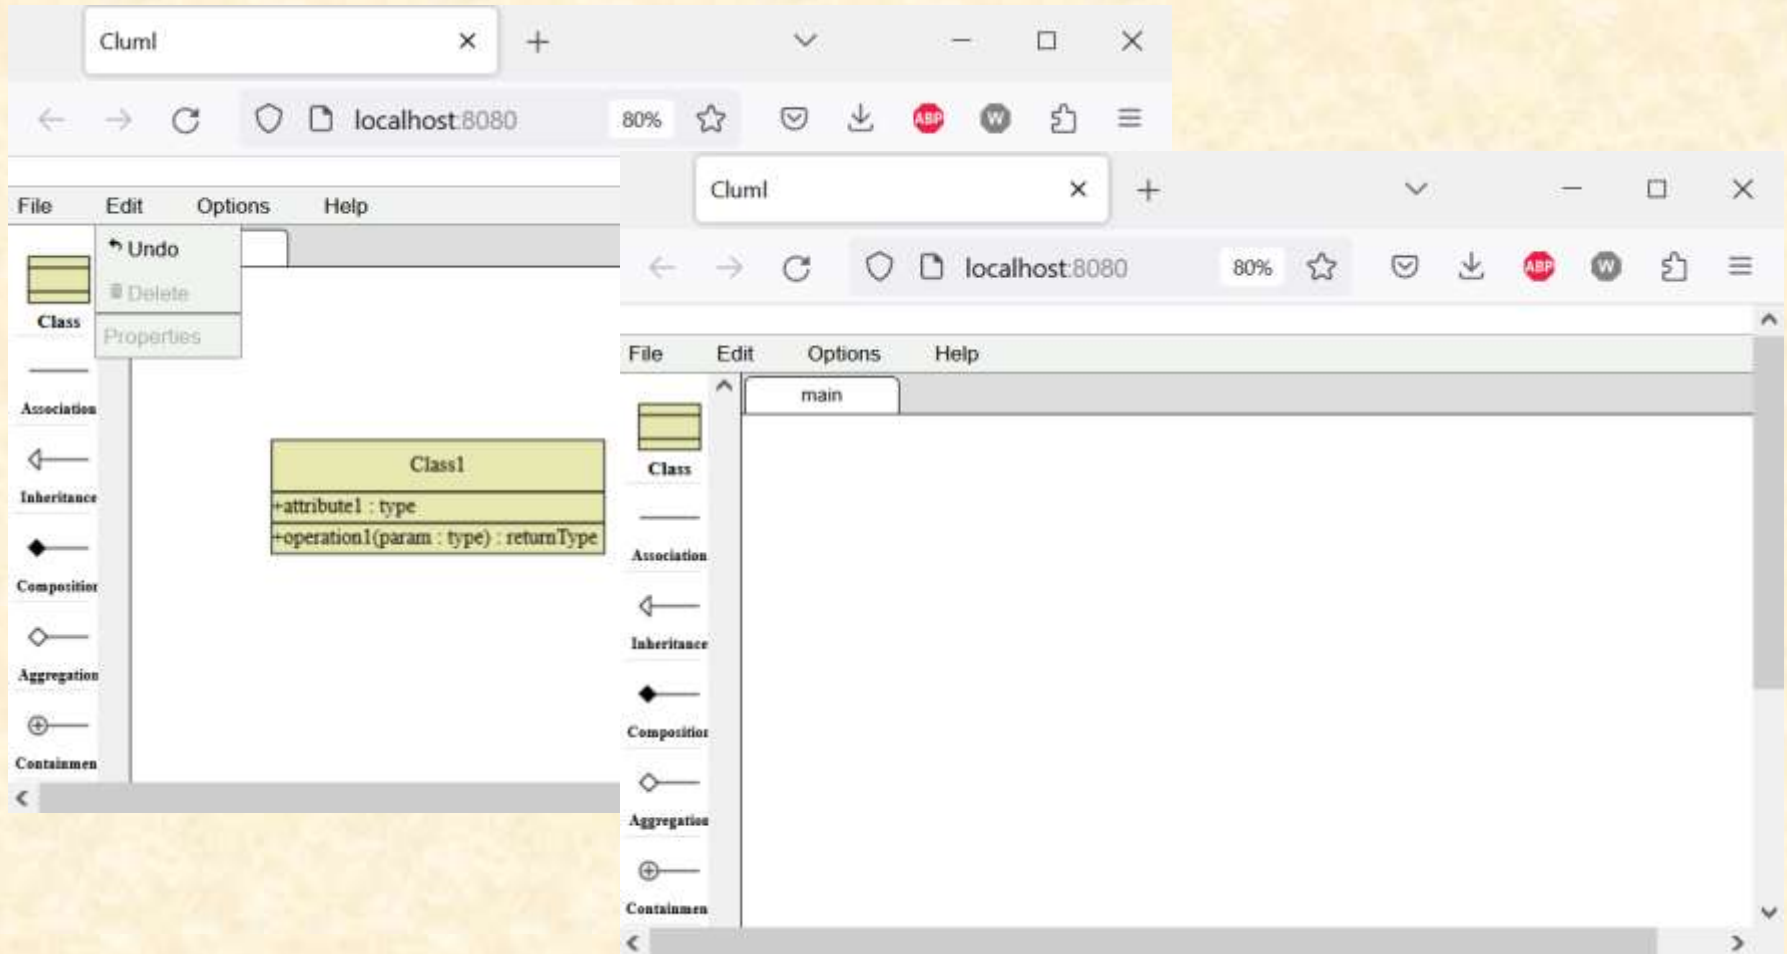 Cluml
localhost:8080
80%
ABP
W
File Edit Options Help
Undo
Delete
Properties
Class
Association
Inheritance
Composition
Aggregation
Containmen
Class1
+attribute1 : type
+operation1(param : type) : returnType
Cluml
localhost:8080
80%
ABP
W
File Edit Options Help
main
Class
Association
Inheritance
Composition
Aggregation
Containmen